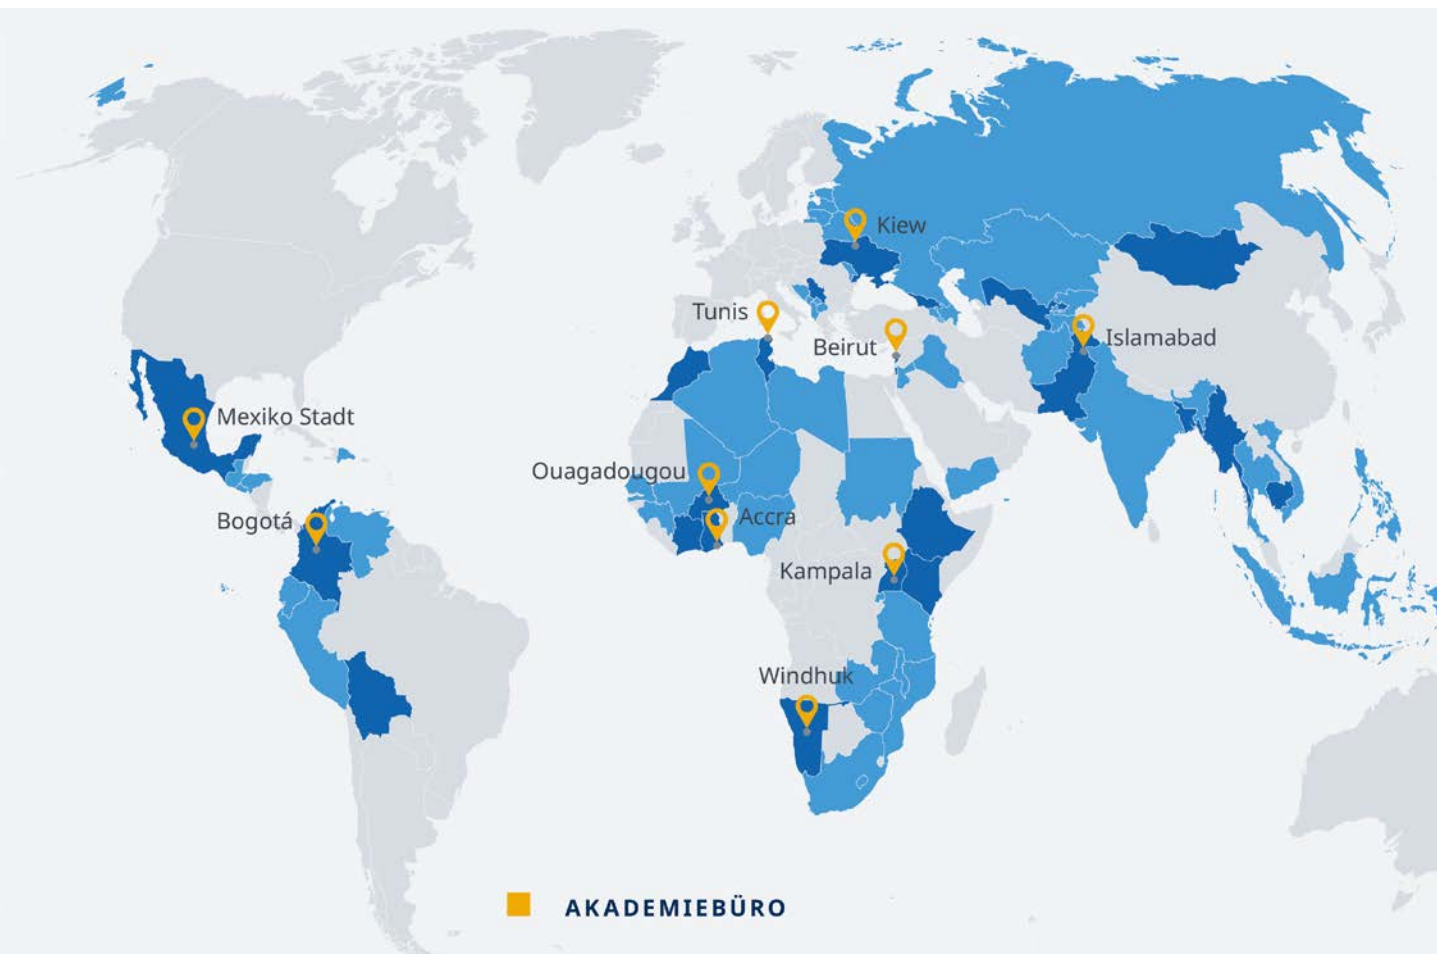 Kiew
Tunis
Beirut
Islamabad
Mexiko Stadt
Ouagadougou
Bogotá
Accra
Kampala
Windhuk
AKADEMIEBÜRO